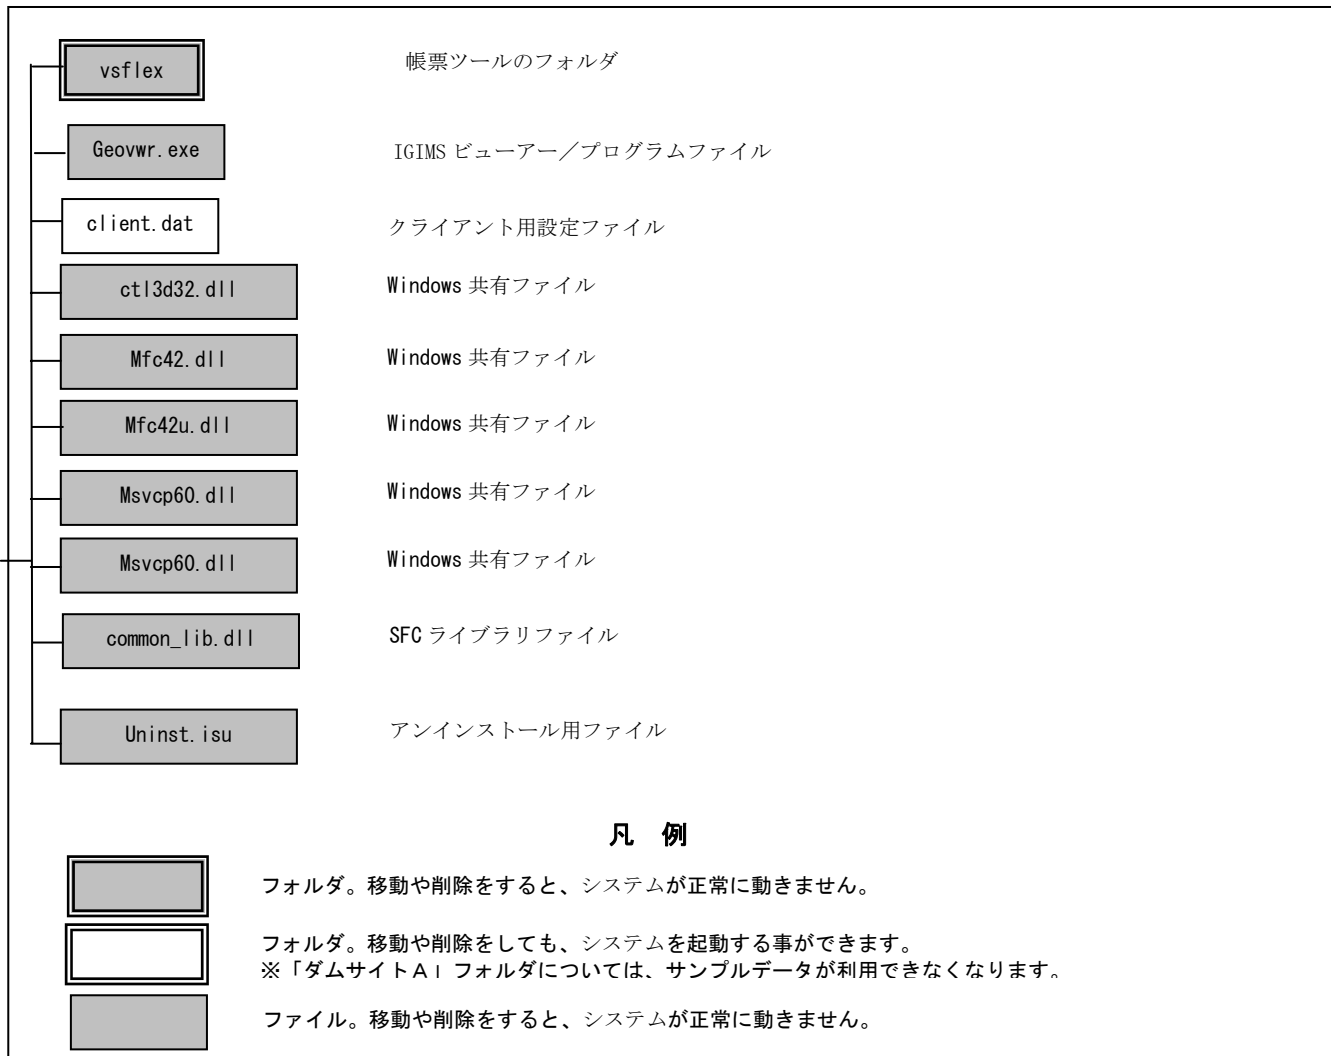 vsflex 帳票ツールのフォルダ
Geovwr.exe IGIMS ビューアー／プログラムファイル
client.dat クライアント用設定ファイル
ctl3d32.dll Windows 共有ファイル
Mfc42.dll Windows 共有ファイル
Mfc42u.dll Windows 共有ファイル
Msvcp60.dll Windows 共有ファイル
Msvcp60.dll Windows 共有ファイル
common_lib.dll SFC ライブラリファイル
Uninst.isu アンインストール用ファイル
凡 例
フォルダ。移動や削除をすると、システムが正常に動きません。
フォルダ。移動や削除をしても、システムを起動する事ができます。
※「ダムサイトＡ」フォルダについては、サンプルデータが利用できなくなります。
ファイル。移動や削除をすると、システムが正常に動きません。